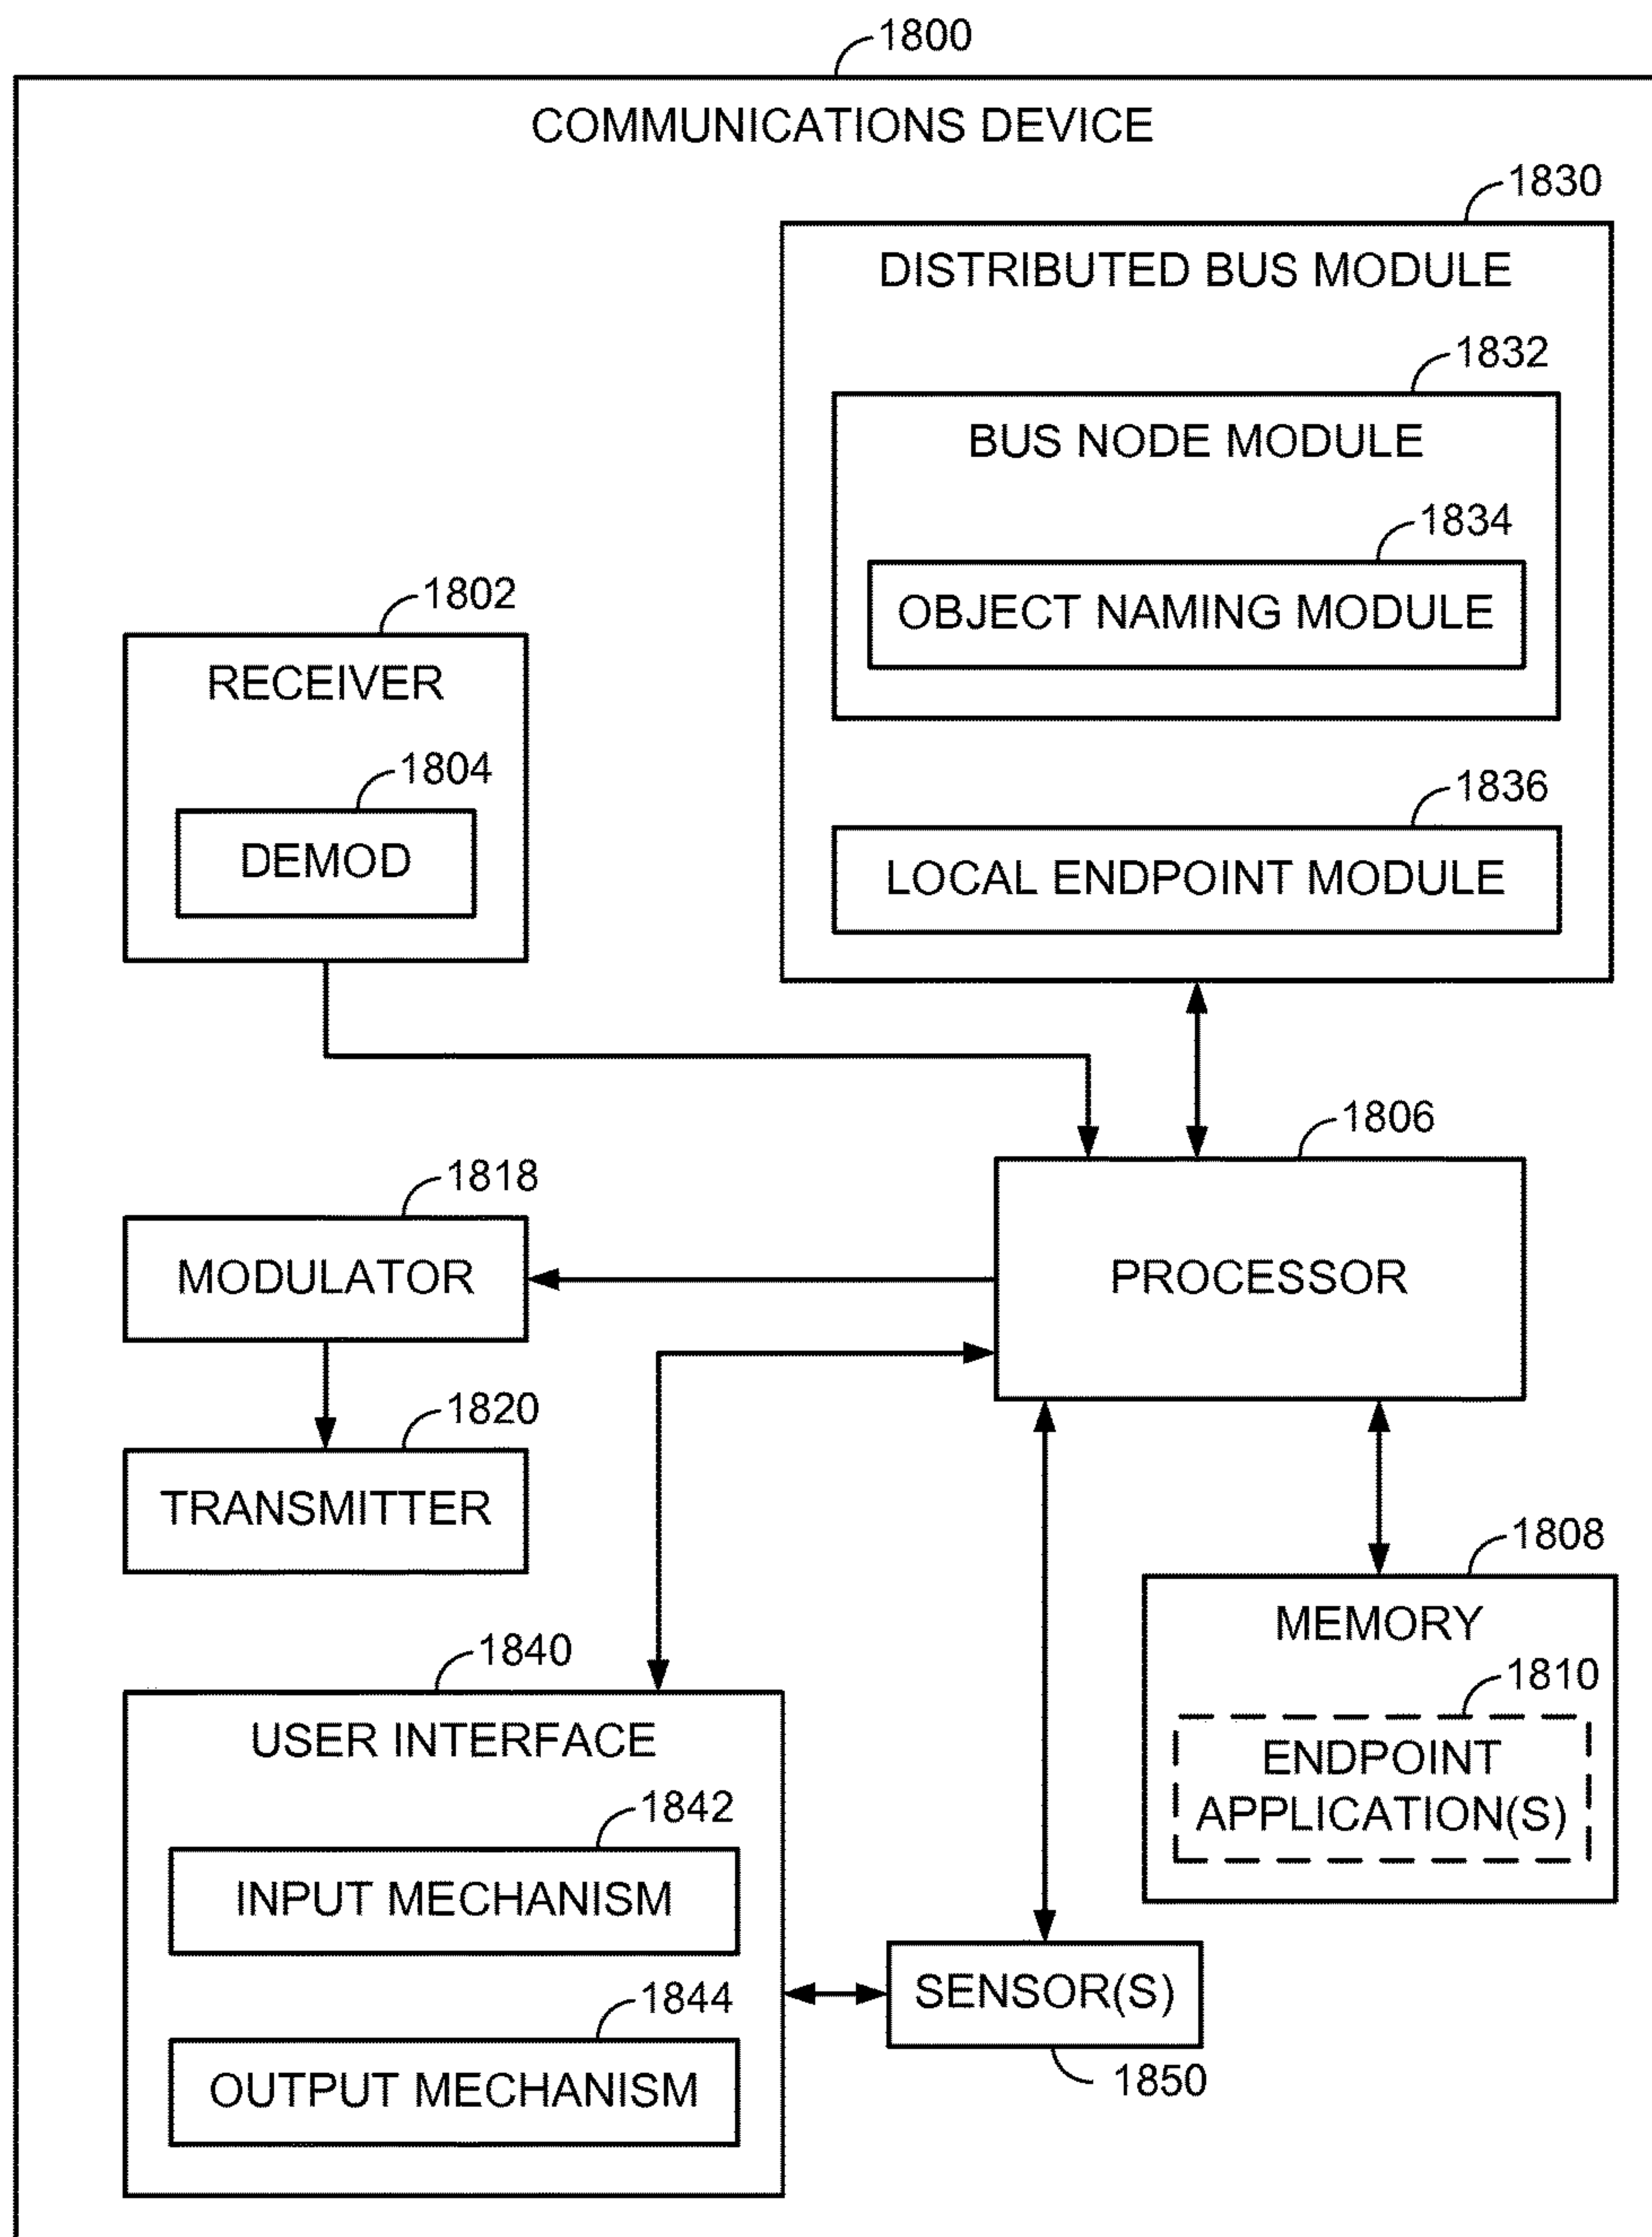 1800
COMMUNICATIONS DEVICE
1830
DISTRIBUTED BUS MODULE
1832
BUS NODE MODULE
1834
OBJECT NAMING MODULE
1802
RECEIVER
1804
DEMOD
1836
LOCAL ENDPOINT MODULE
1806
PROCESSOR
1818
MODULATOR
1820
TRANSMITTER
1808
MEMORY
1810
ENDPOINT
APPLICATION(S)
1840
USER INTERFACE
1842
INPUT MECHANISM
1844
OUTPUT MECHANISM
SENSOR(S)
1850